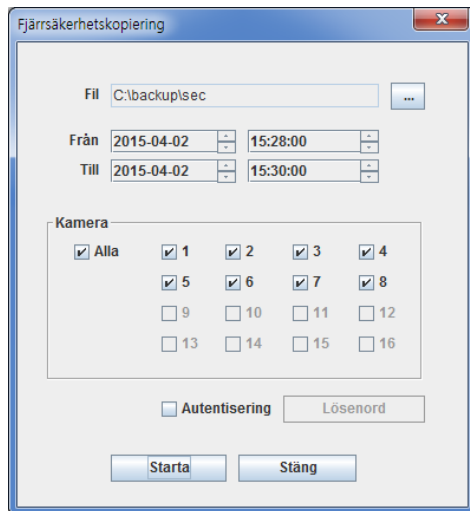 Fjärrsäkerhetskopiering
Fil C:\backup\sec ...
Från 2015-04-02 15:28:00
Till 2015-04-02 15:30:00
Kamera
Alla 1 2 3 4
5 6 7 8
9 10 11 12
13 14 15 16
Autentisering Lösenord
Starta Stäng